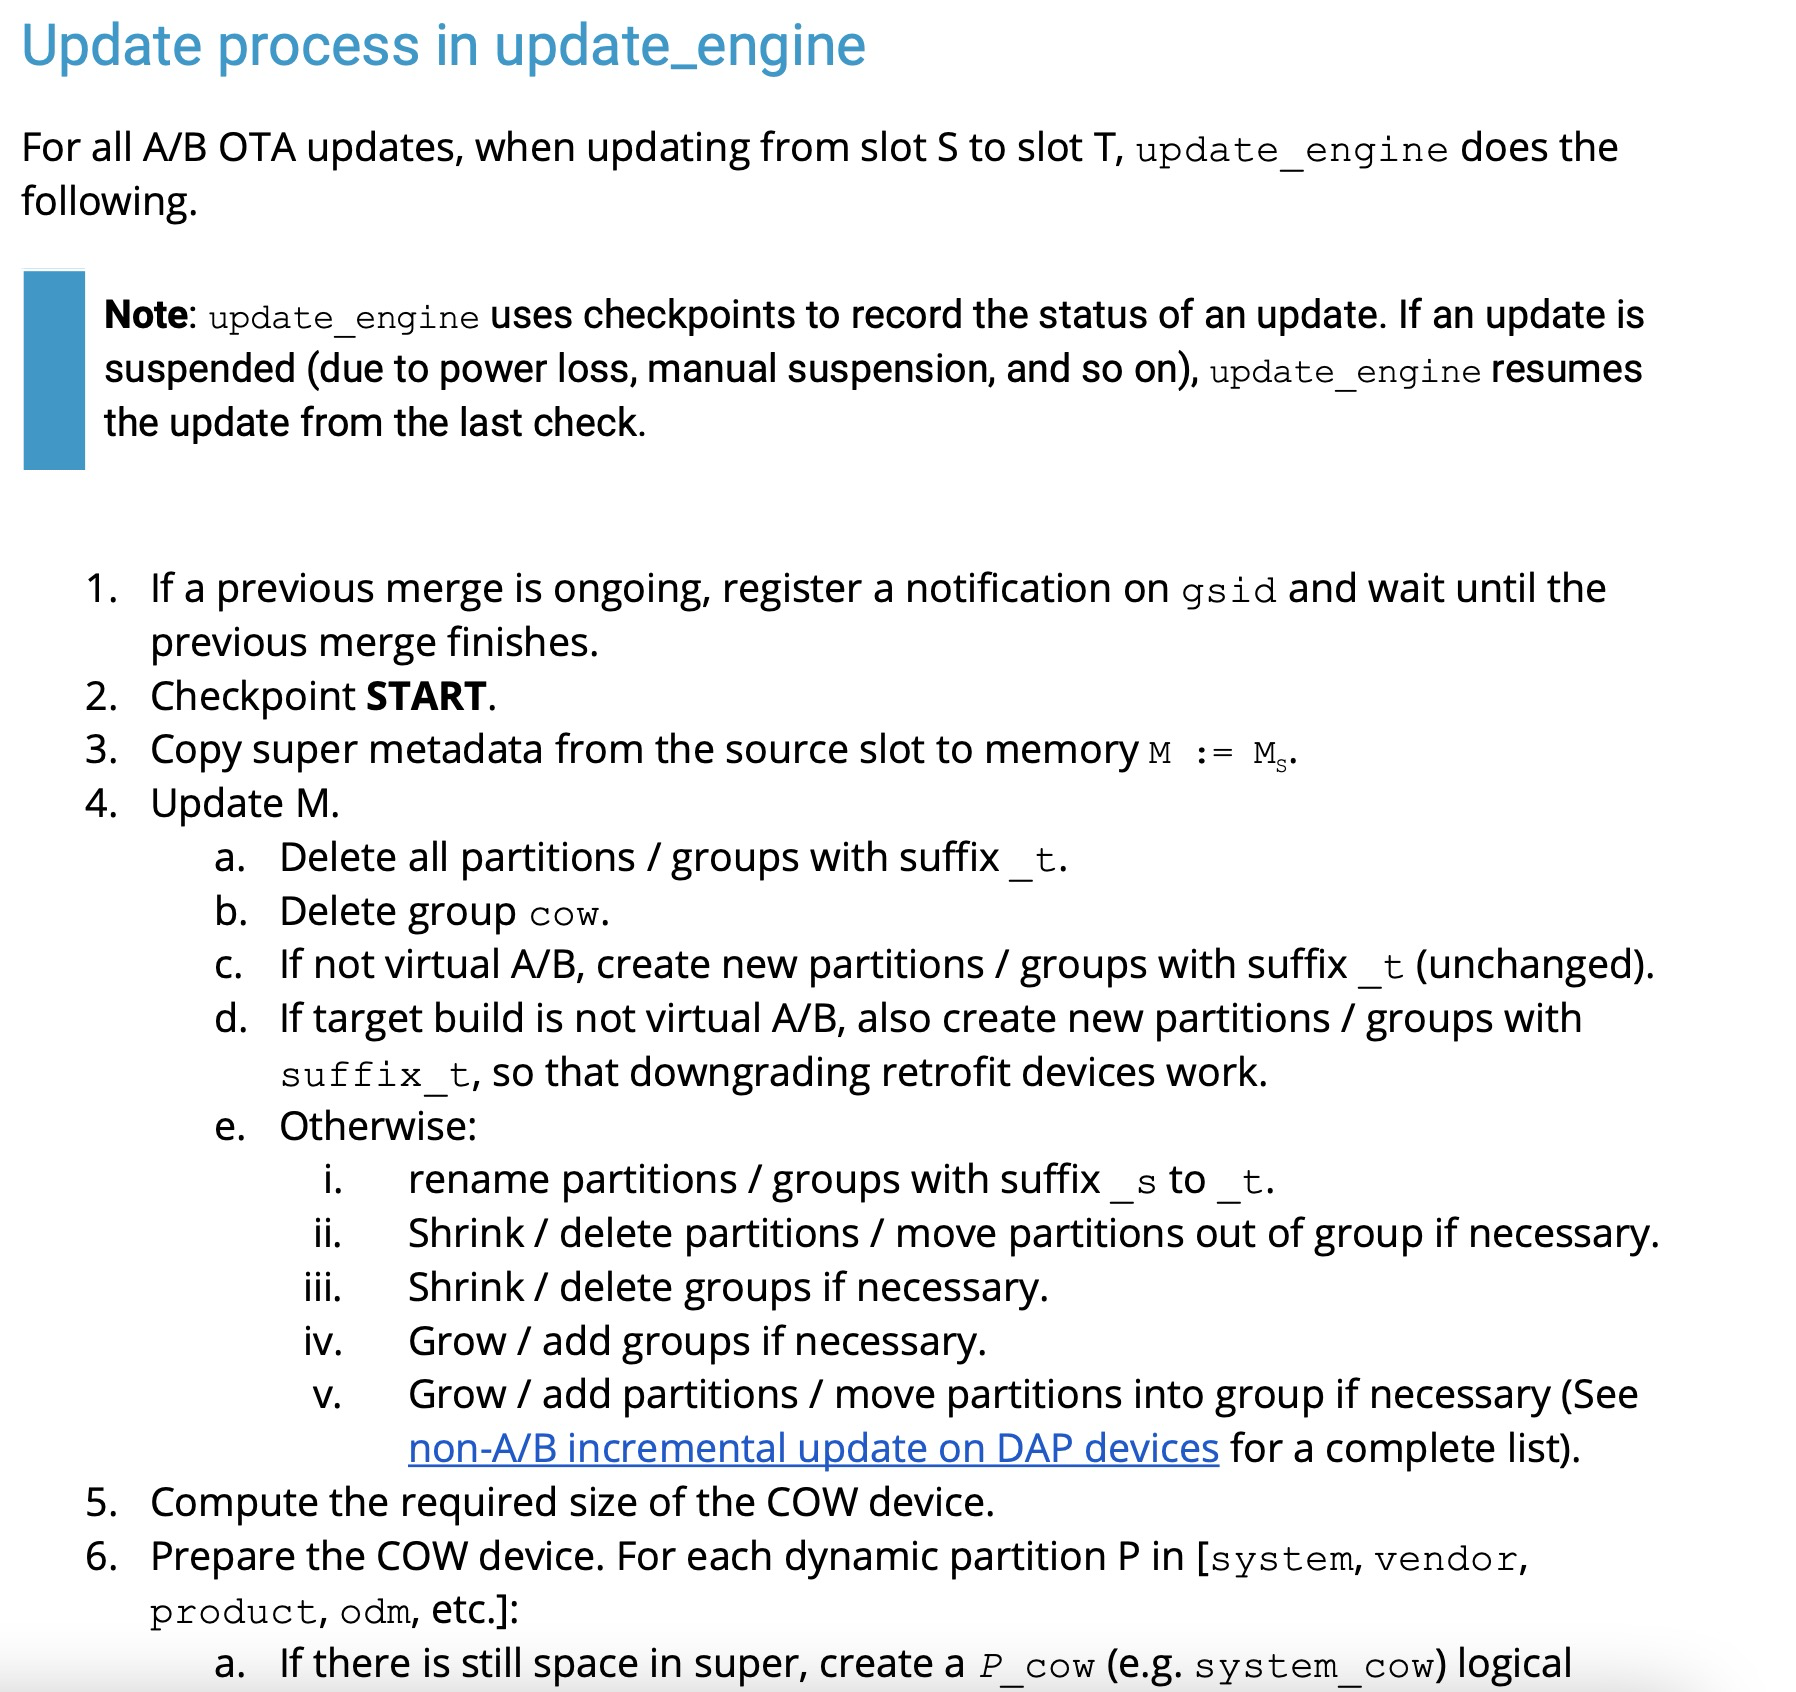 Update process in update_engine
For all A/B OTA updates, when updating from slot S to slot T, update_engine does the
following.
Note: update_engine uses checkpoints to record the status of an update. If an update is
suspended (due to power loss, manual suspension, and so on), update_engine resumes
the update from the last check.
1. If a previous merge is ongoing, register a notification on gsid and wait until the
previous merge finishes.
2. Checkpoint START.
3. Copy super metadata from the source slot to memory M := Ms.
4. Update M.
a. Delete all partitions / groups with suffix _t.
b. Delete group cow.
c. If not virtual A/B, create new partitions / groups with suffix _t (unchanged).
d. If target build is not virtual A/B, also create new partitions / groups with
suffix_t, so that downgrading retrofit devices work.
e. Otherwise:
i. rename partitions / groups with suffix _s to _t.
ii. Shrink / delete partitions / move partitions out of group if necessary.
iii. Shrink / delete groups if necessary.
iv. Grow / add groups if necessary.
v. Grow / add partitions / move partitions into group if necessary (See
non-A/B incremental update on DAP devices for a complete list).
5. Compute the required size of the COW device.
6. Prepare the COW device. For each dynamic partition P in [system, vendor,
product, odm, etc.]:
a. If there is still space in super, create a P_cow (e.g. system_cow) logical